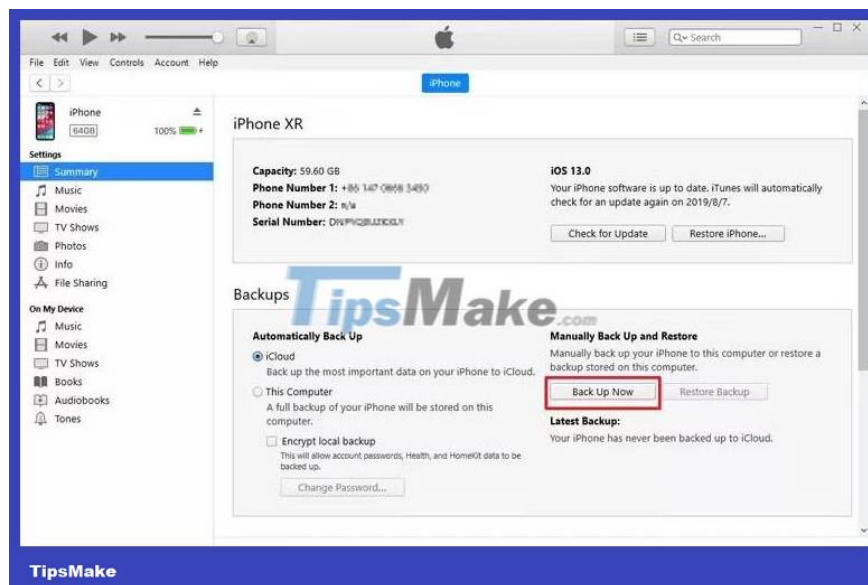 Search
File Edit View Controls Account Help
iPhone
iPhone
64GB 100%
Settings
Summary
Music
Movies
TV Shows
Photos
Info
File Sharing
On My Device
Music
Movies
TV Shows
Books
Audiobooks
Tones
iPhone XR
Capacity: 59.60 GB
Phone Number 1:
Phone Number 2: n/a
Serial Number:
iOS 13.0
Your iPhone software is up to date. iTunes will automatically
check for an update again on 2019/8/7.
Check for Update Restore iPhone...
Backups
TipsMake.com
Automatically Back Up
iCloud
Back up the most important data on your iPhone to iCloud.
This Computer
A full backup of your iPhone will be stored on this
computer.
Encrypt local backup
This will allow account passwords, Health, and HomeKit data to be
backed up.
Change Password...
Manually Back Up and Restore
Manually back up your iPhone to this computer or restore a
backup stored on this computer.
Back Up Now Restore Backup
Latest Backup:
Your iPhone has never been backed up to iCloud.
TipsMake